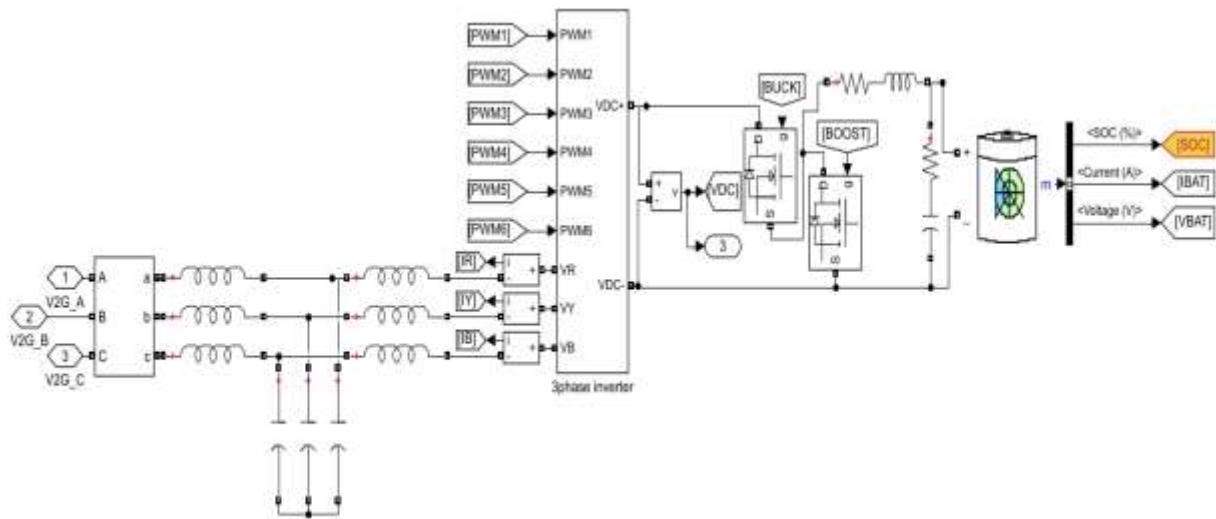 [PWM1]
PWM1
[PWM2]
PWM2
[PWM3]
PWM3
[PWM4]
PWM4
[PWM5]
PWM5
[PWM6]
PWM6
VDC+
VDC-
[IR]
i
+
-
VR
[IY]
i
+
-
VY
[IB]
i
+
-
VB
3phase inverter
1
V2G_A
2
V2G_B
3
V2G_C
A
B
C
a
b
c
+
-
v
[VDC]
3
[BUCK]
D
g
S
[BOOST]
D
g
S
+
-
m
<SOC (%)>
[SOC]
<Current (A)>
[IBAT]
<Voltage (V)>
[VBAT]